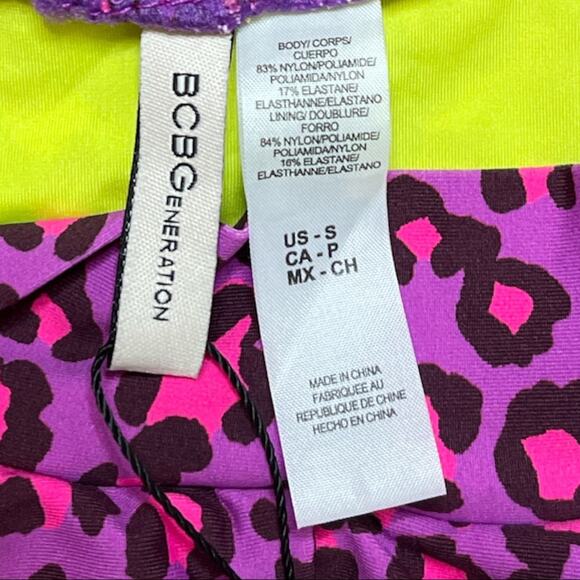 BCBGENERATION
BODY/ CORPS/
CUERPO
83% NYLON/POLIAMIDE/
POLIAMIDA/NYLON
17% ELASTANE/
ELASTHANNE/ELASTANO
LINING/ DOUBLURE/
FORRO
84% NYLON/POLIAMIDE/
POLIAMIDA/NYLON
16% ELASTANE/
ELASTHANNE/ELASTANO
US - S
CA - P
MX - CH
MADE IN CHINA
FABRIQUÉE AU
REPUBLIQUE DE CHINE
HECHO EN CHINA